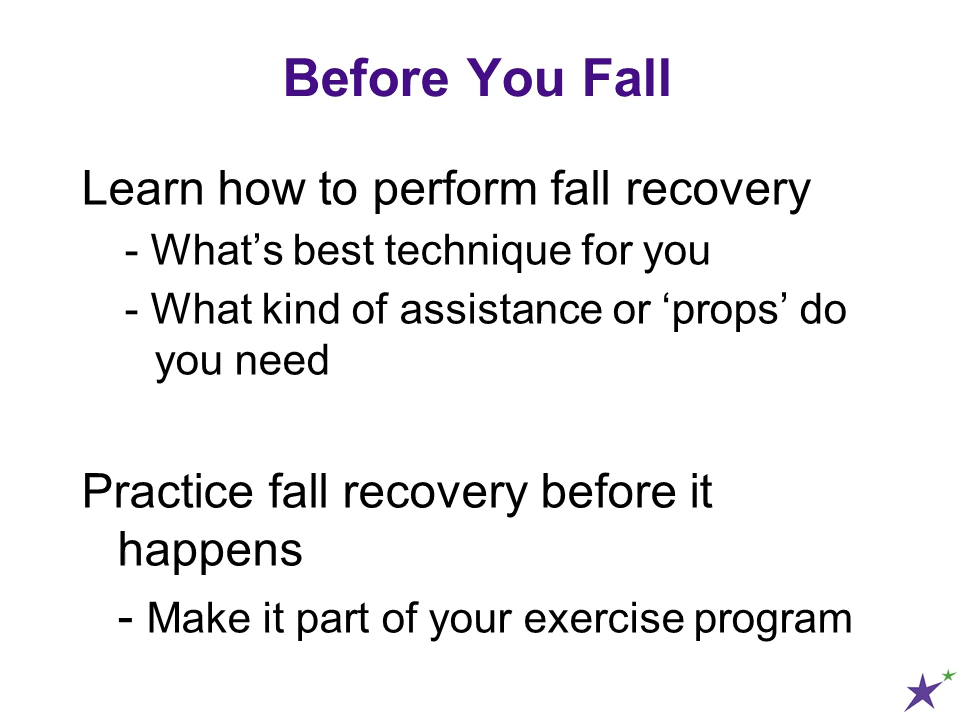 Before You Fall
Learn how to perform fall recovery
- What’s best technique for you
- What kind of assistance or ‘props’ do
you need
Practice fall recovery before it
happens
- Make it part of your exercise program